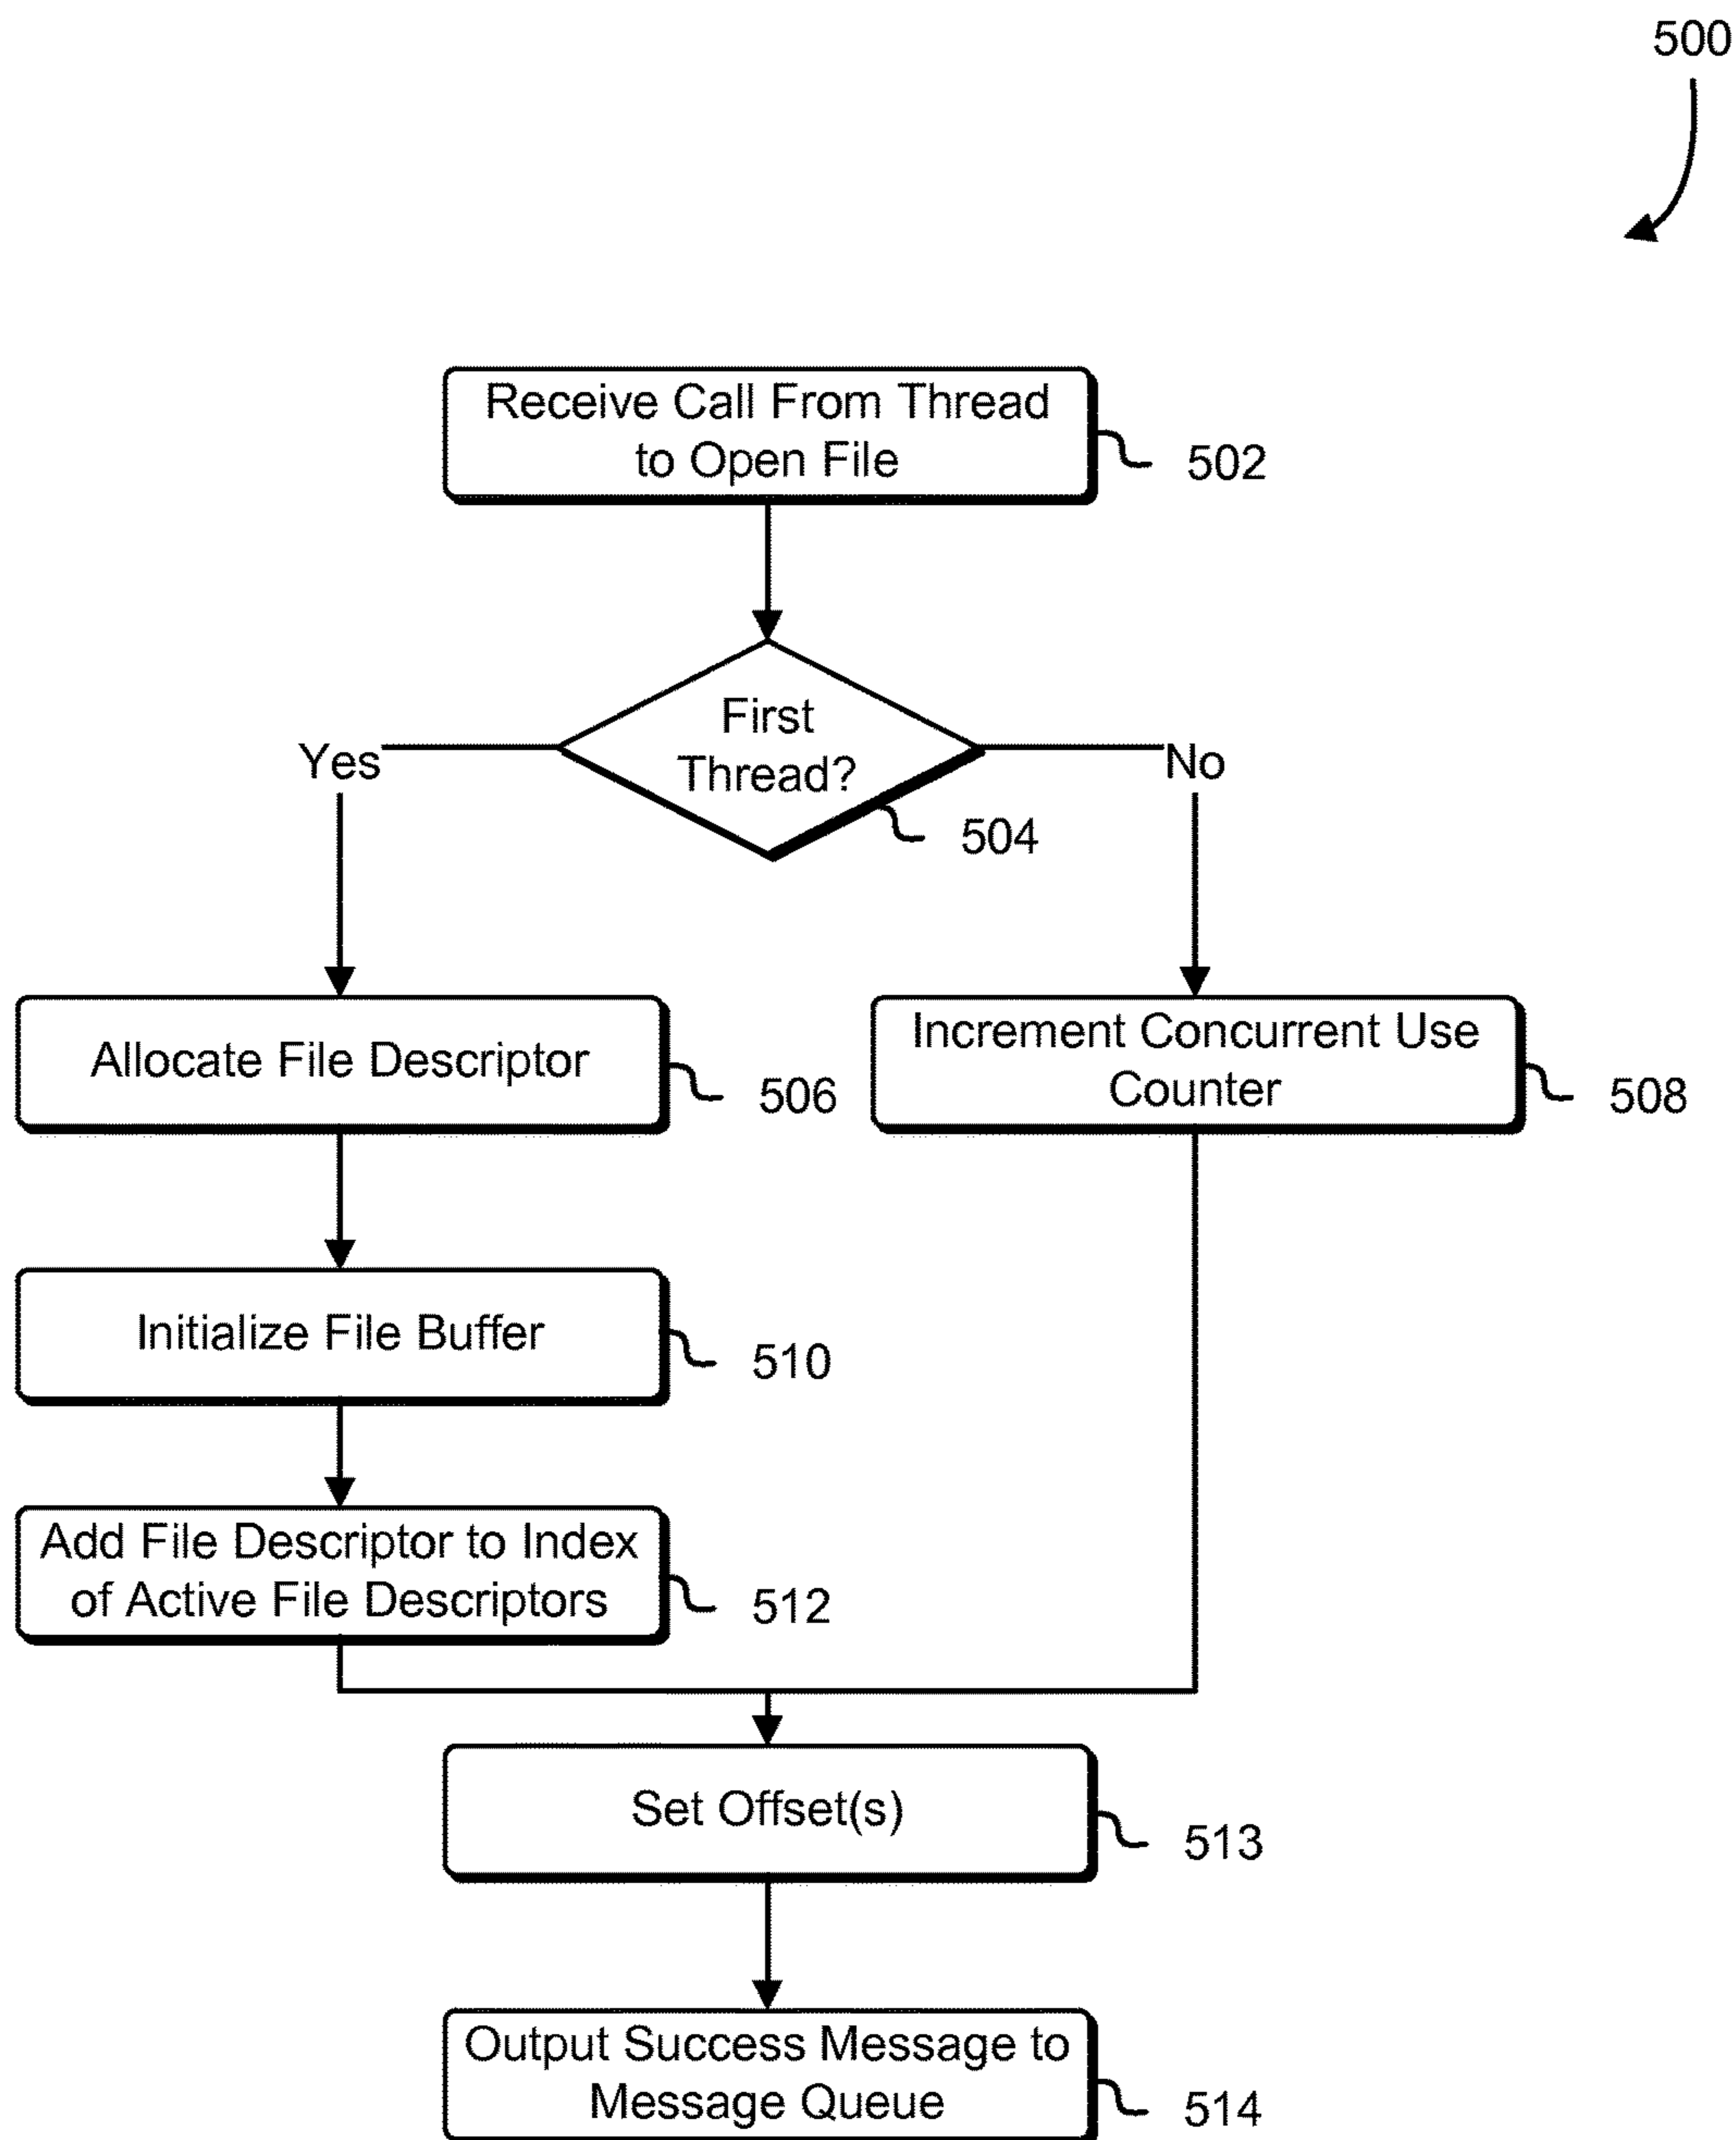 500
Receive Call From Thread
to Open File
502
First
Thread?
Yes
No
504
Allocate File Descriptor
506
Increment Concurrent Use
Counter
508
Initialize File Buffer
510
Add File Descriptor to Index
of Active File Descriptors
512
Set Offset(s)
513
Output Success Message to
Message Queue
514